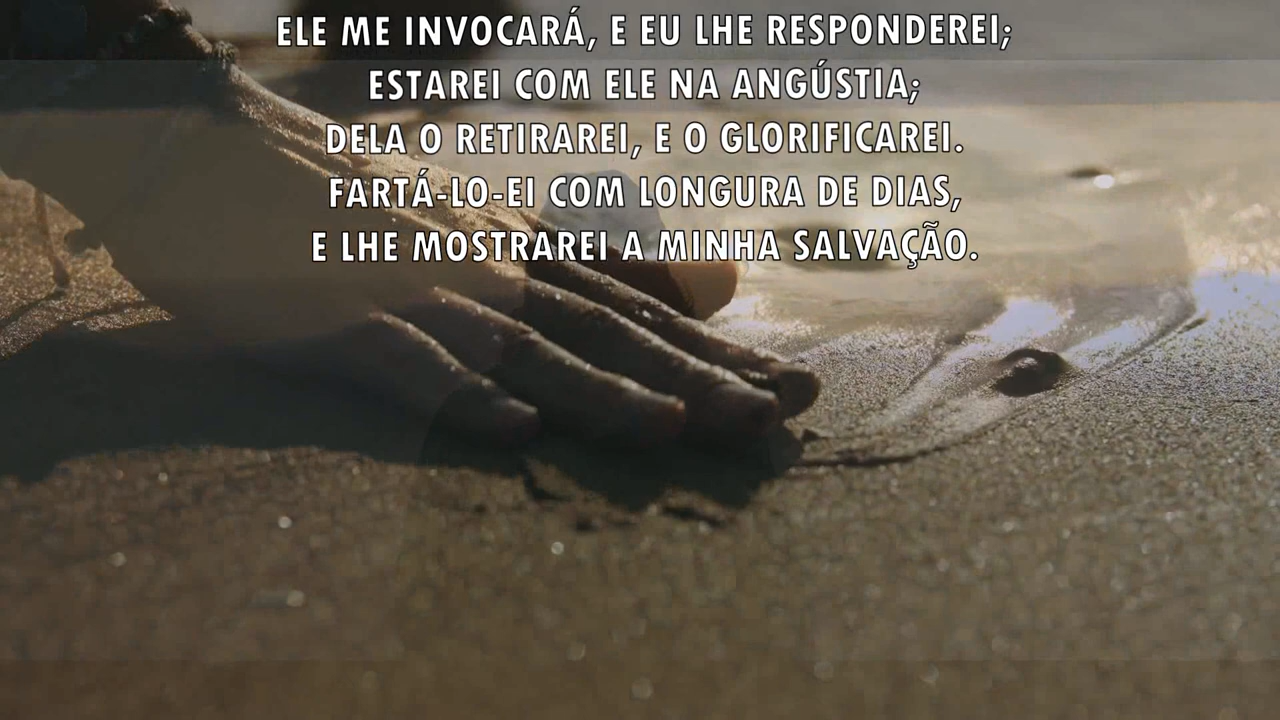 ELE ME INVOCARÁ, E EU LHE RESPONDEREI;
ESTAREI COM ELE NA ANGÚSTIA;
DELA O RETIRAREI, E O GLORIFICAREI.
FARTÁ-LO-EI COM LONGURA DE DIAS,
E LHE MOSTRAREI A MINHA SALVAÇÃO.